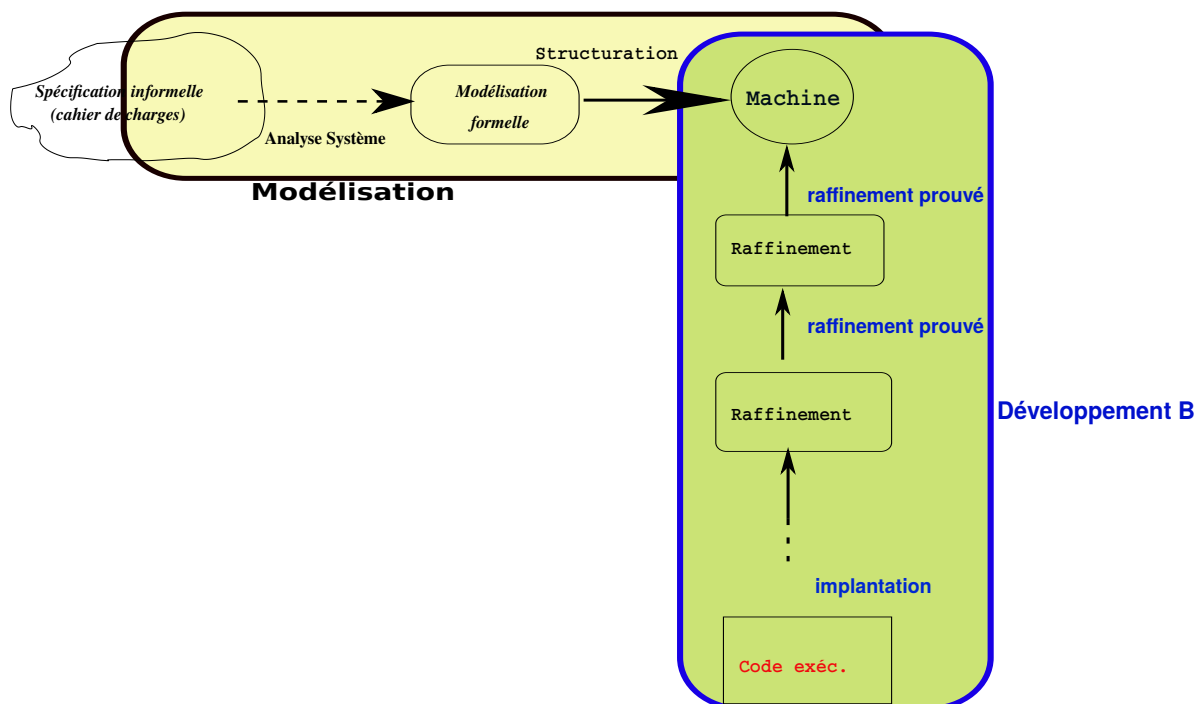 Structuration
Spécification informelle
(cahier de charges)
Analyse Système
Modélisation
formelle
Machine
Modélisation
raffinement prouvé
Raffinement
raffinement prouvé
Raffinement
Développement B
implantation
Code exéc.